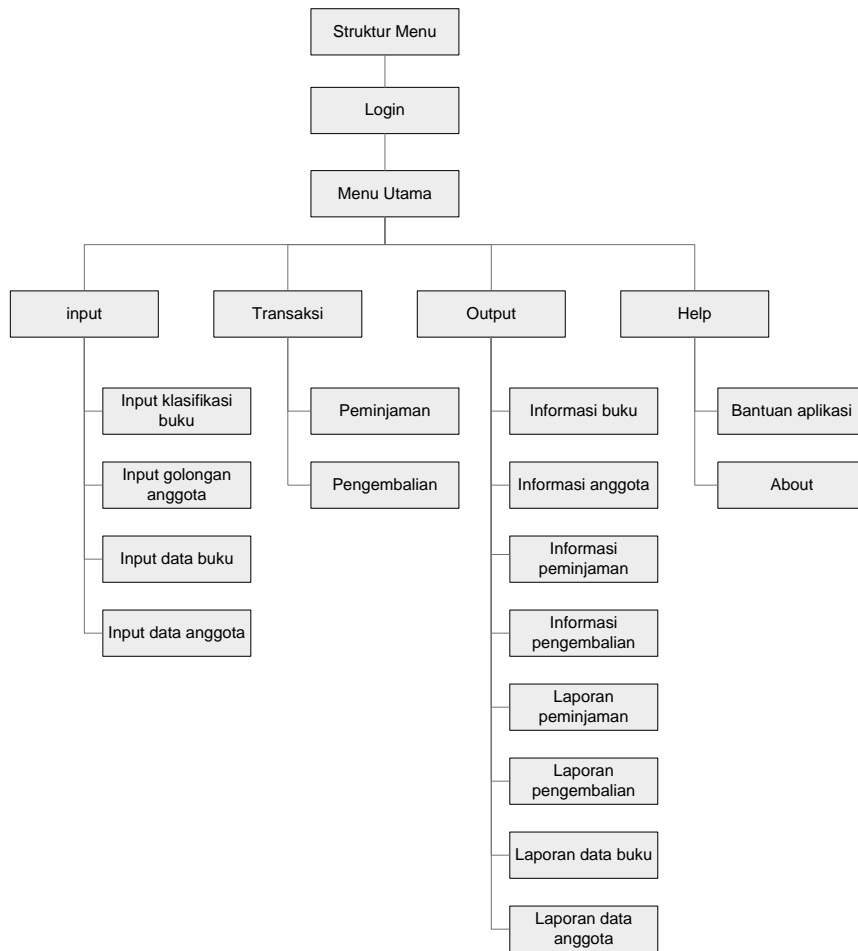 Struktur Menu
Login
Menu Utama
input
Transaksi
Output
Help
Input klasifikasi
buku
Input golongan
anggota
Input data buku
Input data anggota
Peminjaman
Pengembalian
Informasi buku
Informasi anggota
Informasi
peminjaman
Informasi
pengembalian
Laporan
peminjaman
Laporan
pengembalian
Laporan data buku
Laporan data
anggota
Bantuan aplikasi
About